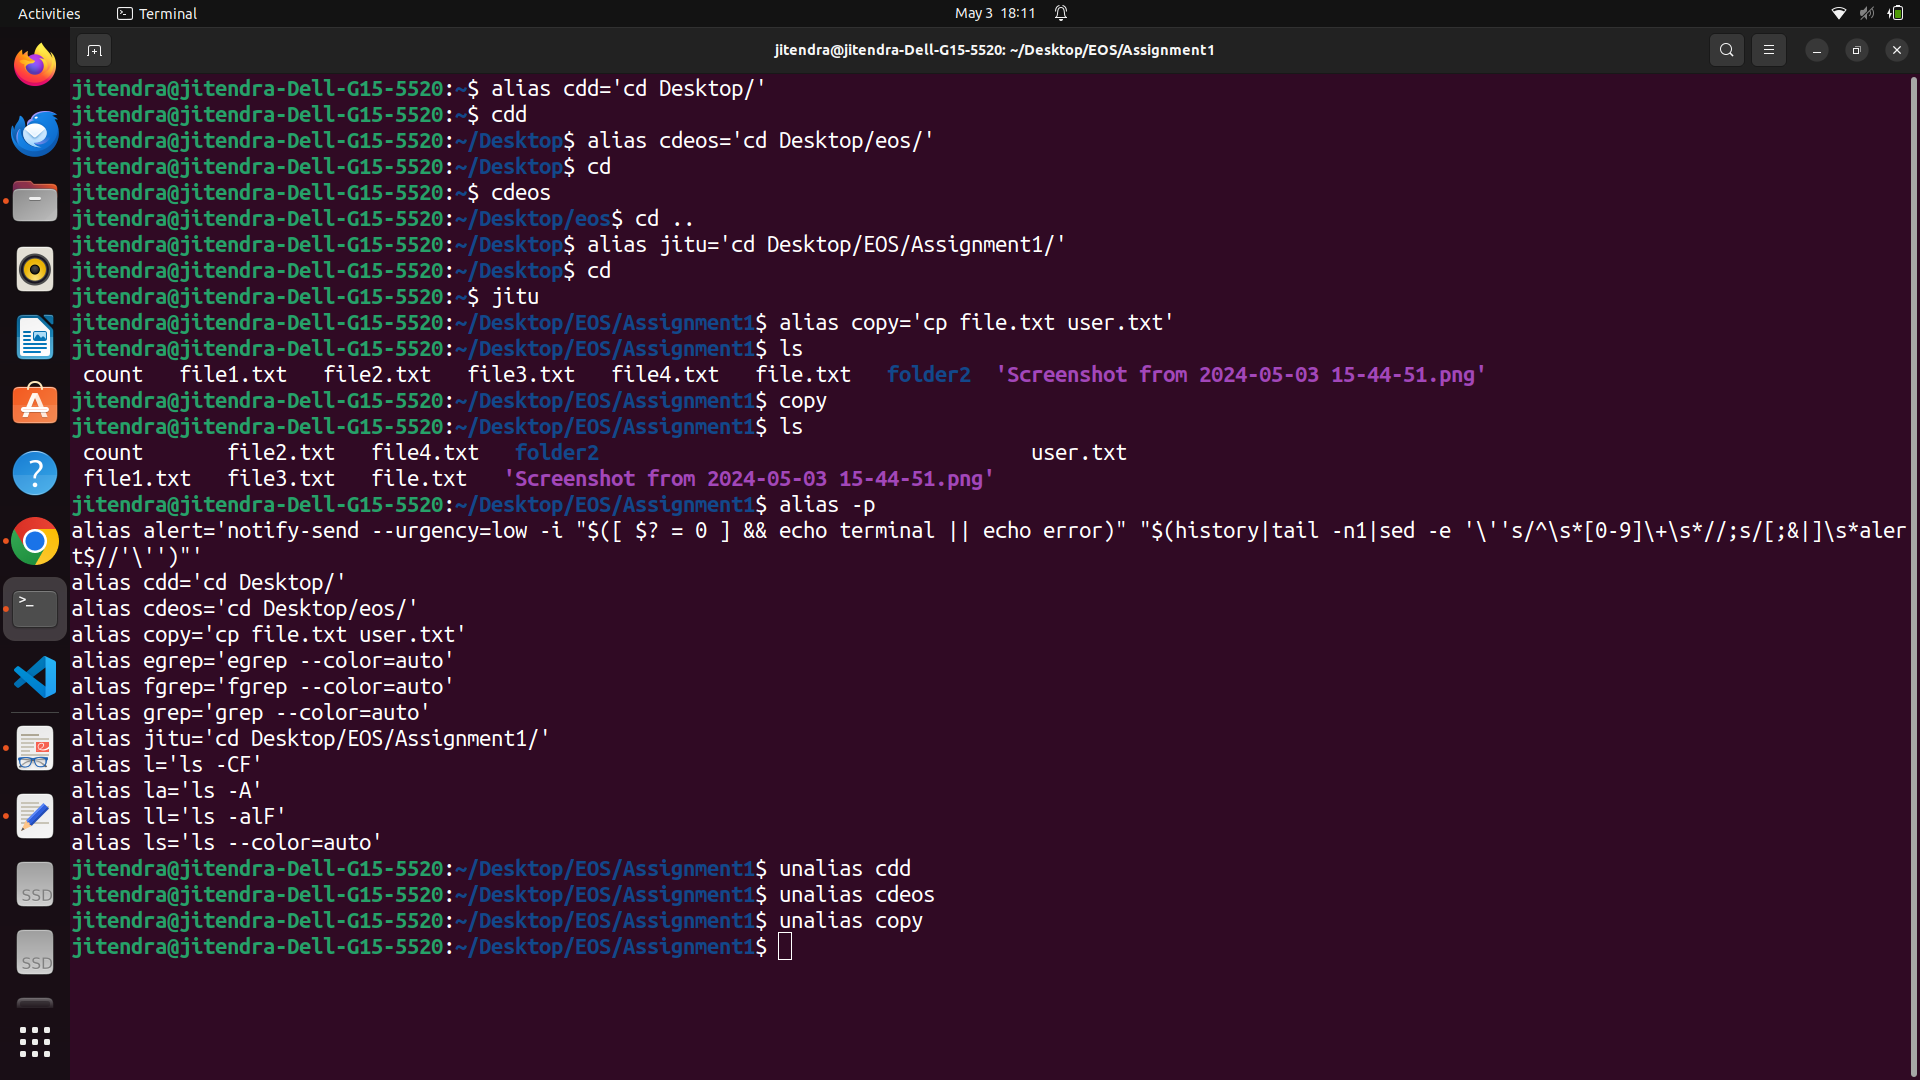 Activities Terminal May 3 18:11
jitendra@jitendra-Dell-G15-5520: ~/Desktop/EOS/Assignment1
jitendra@jitendra-Dell-G15-5520:~$ alias cdd='cd Desktop/'
jitendra@jitendra-Dell-G15-5520:~$ cdd
jitendra@jitendra-Dell-G15-5520:~/Desktop$ alias cdeos='cd Desktop/eos/'
jitendra@jitendra-Dell-G15-5520:~/Desktop$ cd
jitendra@jitendra-Dell-G15-5520:~$ cdeos
jitendra@jitendra-Dell-G15-5520:~/Desktop/eos$ cd ..
jitendra@jitendra-Dell-G15-5520:~/Desktop$ alias jitu='cd Desktop/EOS/Assignment1/'
jitendra@jitendra-Dell-G15-5520:~/Desktop$ cd
jitendra@jitendra-Dell-G15-5520:~$ jitu
jitendra@jitendra-Dell-G15-5520:~/Desktop/EOS/Assignment1$ alias copy='cp file.txt user.txt'
jitendra@jitendra-Dell-G15-5520:~/Desktop/EOS/Assignment1$ ls
count file1.txt file2.txt file3.txt file4.txt file.txt folder2 'Screenshot from 2024-05-03 15-44-51.png'
jitendra@jitendra-Dell-G15-5520:~/Desktop/EOS/Assignment1$ copy
jitendra@jitendra-Dell-G15-5520:~/Desktop/EOS/Assignment1$ ls
count file2.txt file4.txt folder2 user.txt
file1.txt file3.txt file.txt 'Screenshot from 2024-05-03 15-44-51.png'
jitendra@jitendra-Dell-G15-5520:~/Desktop/EOS/Assignment1$ alias -p
alias alert='notify-send --urgency=low -i "$([ $? = 0 ] && echo terminal || echo error)" "$(history|tail -n1|sed -e '\''s/^\s*[0-9]\+\s*//;s/[;&|]\s*aler
t$//'\'')"'
alias cdd='cd Desktop/'
alias cdeos='cd Desktop/eos/'
alias copy='cp file.txt user.txt'
alias egrep='egrep --color=auto'
alias fgrep='fgrep --color=auto'
alias grep='grep --color=auto'
alias jitu='cd Desktop/EOS/Assignment1/'
alias l='ls -CF'
alias la='ls -A'
alias ll='ls -alF'
alias ls='ls --color=auto'
jitendra@jitendra-Dell-G15-5520:~/Desktop/EOS/Assignment1$ unalias cdd
jitendra@jitendra-Dell-G15-5520:~/Desktop/EOS/Assignment1$ unalias cdeos
jitendra@jitendra-Dell-G15-5520:~/Desktop/EOS/Assignment1$ unalias copy
jitendra@jitendra-Dell-G15-5520:~/Desktop/EOS/Assignment1$
SSD
SSD